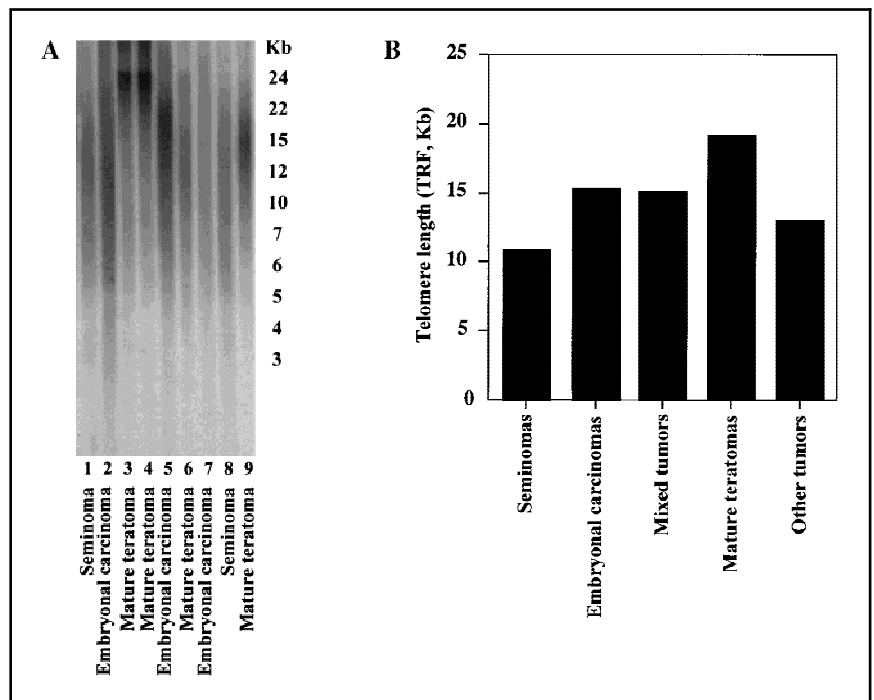 A
Kb
24
22
15
12
10
7
6
5
4
3
1 2 3 4 5 6 7 8 9
Seminoma
Embryonal carcinoma
Mature teratoma
Mature teratoma
Embryonal carcinoma
Mature teratoma
Embryonal carcinoma
Seminoma
Mature teratoma
B
Telomere length (TRF, Kb)
25
20
15
10
5
0
Seminomas
Embryonal carcinomas
Mixed tumors
Mature teratomas
Other tumors